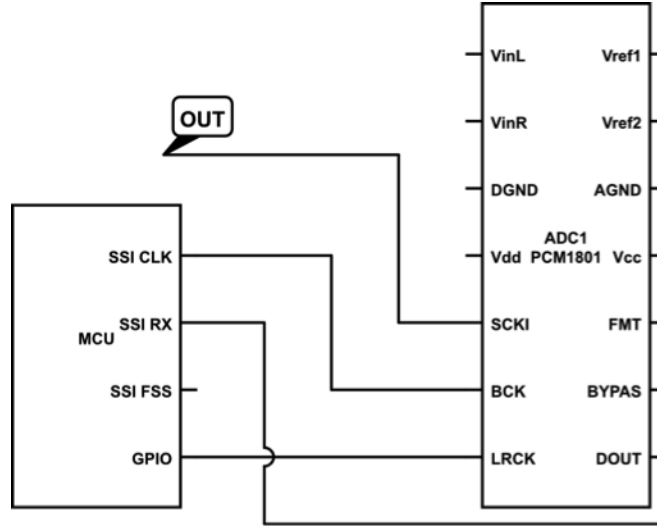 OUT
MCU
SSI CLK
SSI RX
SSI FSS
GPIO
ADC1
PCM1801
VinL
VinR
DGND
Vdd
SCKI
BCK
LRCK
Vref1
Vref2
AGND
Vcc
FMT
BYPAS
DOUT